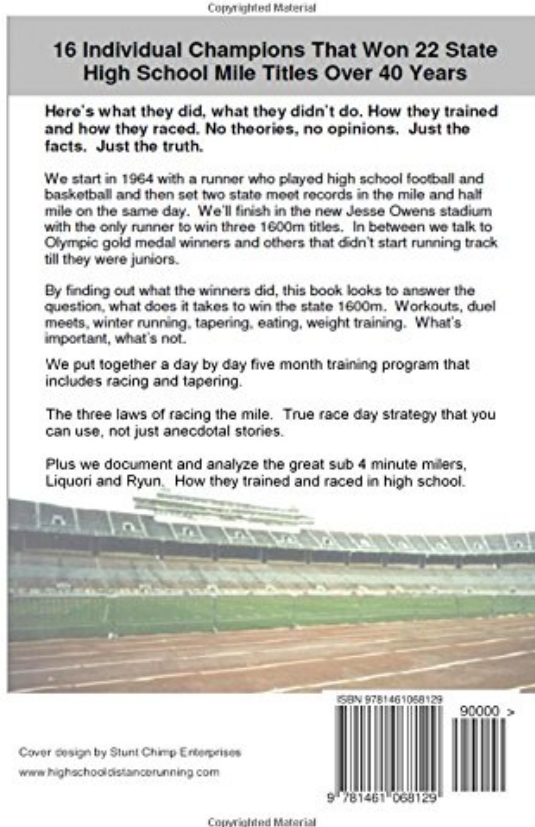 Copyrighted Material
16 Individual Champions That Won 22 State
High School Mile Titles Over 40 Years
Here's what they did, what they didn't do. How they trained
and how they raced. No theories, no opinions. Just the
facts. Just the truth.
We start in 1964 with a runner who played high school football and
basketball and then set two state meet records in the mile and half
mile on the same day. We'll finish in the new Jesse Owens stadium
with the only runner to win three 1600m titles. In between we talk to
Olympic gold medal winners and others that didn't start running track
till they were juniors.
By finding out what the winners did, this book looks to answer the
question, what does it takes to win the state 1600m. Workouts, duel
meets, winter running, tapering, eating, weight training. What's
important, what's not.
We put together a day by day five month training program that
includes racing and tapering.
The three laws of racing the mile. True race day strategy that you
can use, not just anecdotal stories.
Plus we document and analyze the great sub 4 minute milers,
Liquori and Ryun. How they trained and raced in high school.
ISBN 9781461068129
90000 >
Cover design by Stunt Chimp Enterprises
www.highschooldistancerunning.com
9 781461 068129
Copyrighted Material